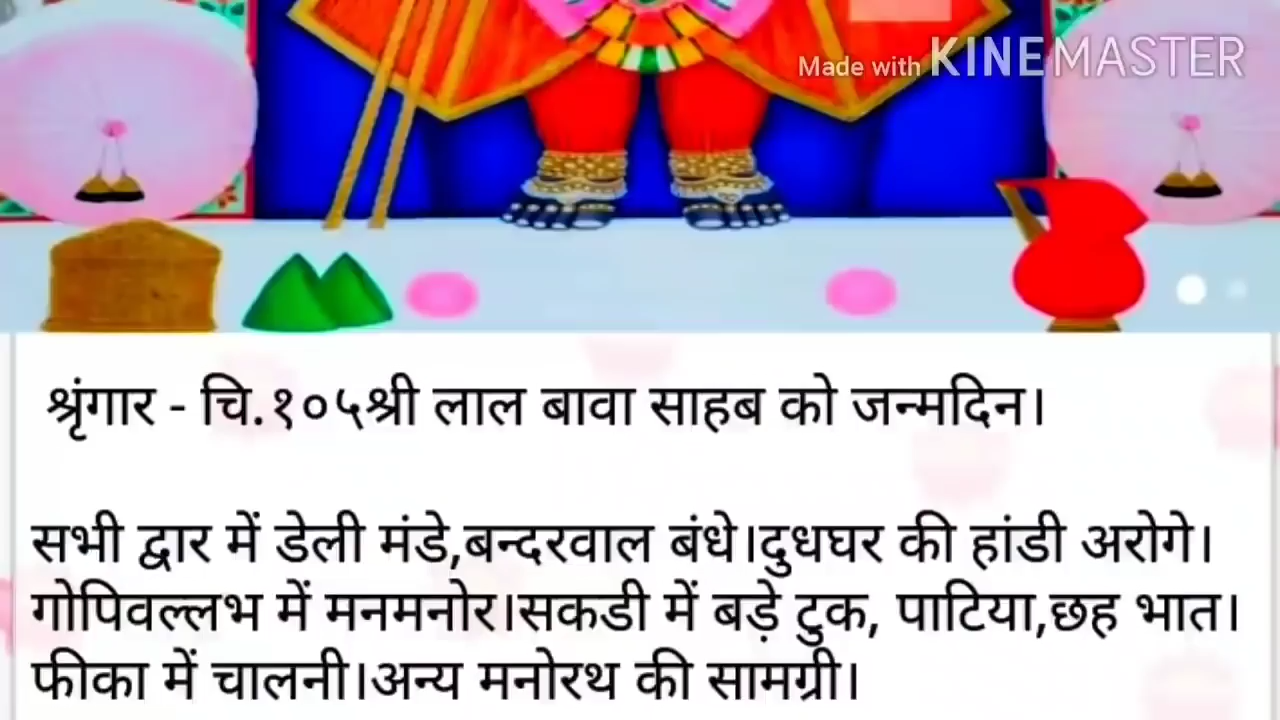 Made with KINEMASTER
श्रृंगार - चि.१०५श्री लाल बावा साहब को जन्मदिन।
सभी द्वार में डेली मंडे,बन्दरवाल बंधे।दुधघर की हांडी अरोगे।
गोपिवल्लभ में मनमनोर।सकडी में बड़े टुक, पाटिया,छह भात।
फीका में चालनी।अन्य मनोरथ की सामग्री।